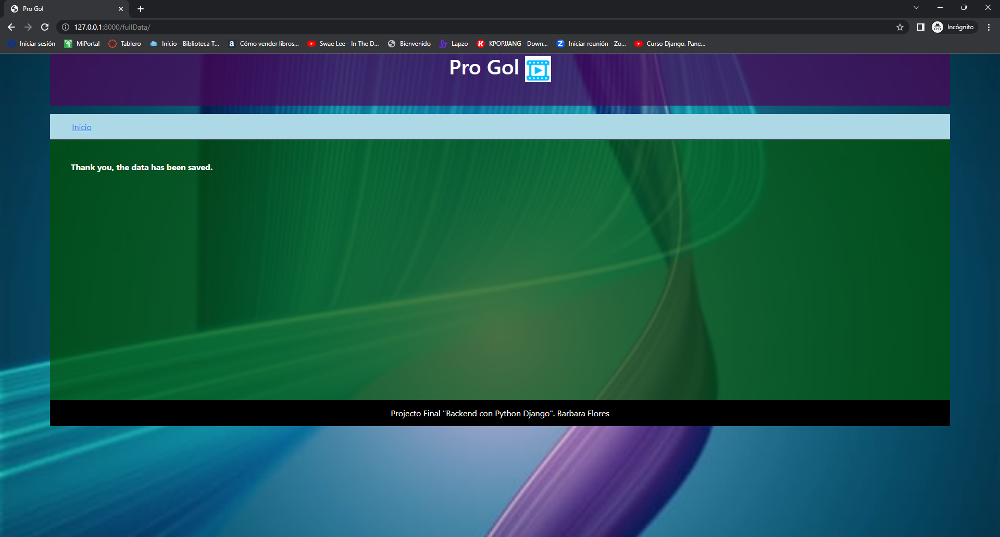 Pro Gol
127.0.0.1:8000/fullData/
Incógnito
Iniciar sesión
MiPortal
Tablero
Inicio - Biblioteca T...
a Cómo vender libros...
Swae Lee - In The D...
Bienvenido
Lapzo
K KPOPJJANG - Down...
Z Iniciar reunión - Zo...
Curso Django. Pane...
Pro Gol
Inicio
Thank you, the data has been saved.
Projecto Final "Backend con Python Django". Barbara Flores